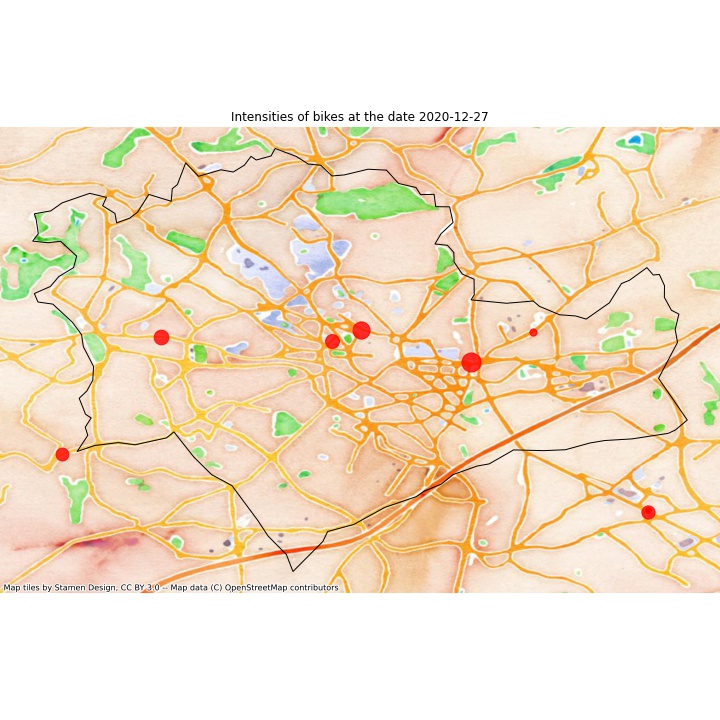 Intensities of bikes at the date 2020-12-27
Map tiles by Stamen Design, CC BY 3.0 -- Map data (C) OpenStreetMap contributors